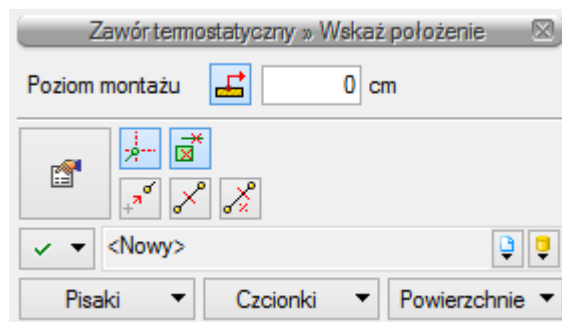 Zawór termostatyczny » Wskaż położenie
Poziom montażu 0 cm
<Nowy>
Pisaki Czcionki Powierzchnie